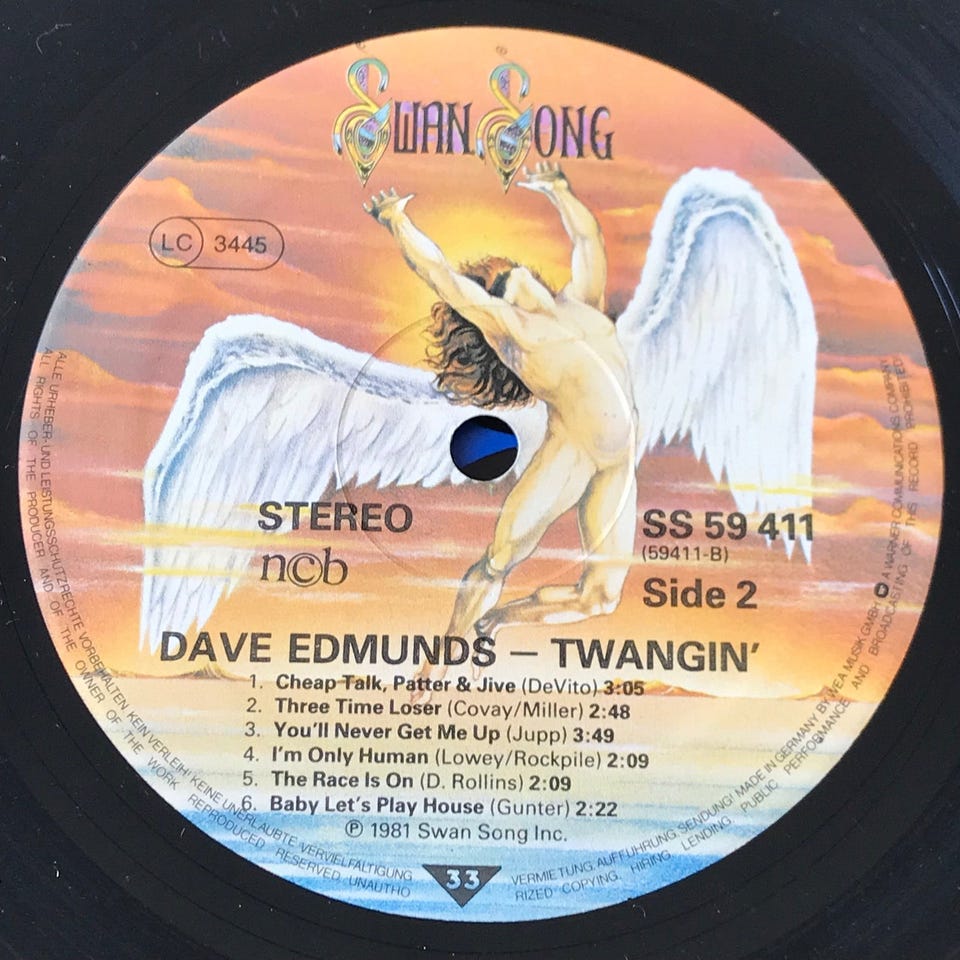 SWAN SONG
LC 3445
STEREO
ncb
SS 59 411
(59411-B)
Side 2
DAVE EDMUNDS – TWANGIN’
1. Cheap Talk, Patter & Jive (DeVito) 3:05
2. Three Time Loser (Covay/Miller) 2:48
3. You'll Never Get Me Up (Jupp) 3:49
4. I'm Only Human (Lowey/Rockpile) 2:09
5. The Race Is On (D. Rollins) 2:09
6. Baby Let's Play House (Gunter) 2:22
℗ 1981 Swan Song Inc.
33
ALLE URHEBER- UND LEISTUNGSSCHUTZRECHTE VORBEHALTEN KEIN VERLEIH! KEINE UNERLAUBTE VERVIELFÄLTIGUNG VERMIETUNG AUFFÜHRUNG SENDUNG! MADE IN GERMANY BY WEA MUSIK GMBH A WARNER COMMUNICATIONS COMPANY
ALL RIGHTS OF THE PRODUCER AND OF THE OWNER OF THE WORK REPRODUCED RESERVED. UNAUTHORIZED COPYING, HIRING, LENDING PUBLIC PERFORMANCE AND BROADCASTING OF THIS RECORD PROHIBITED!